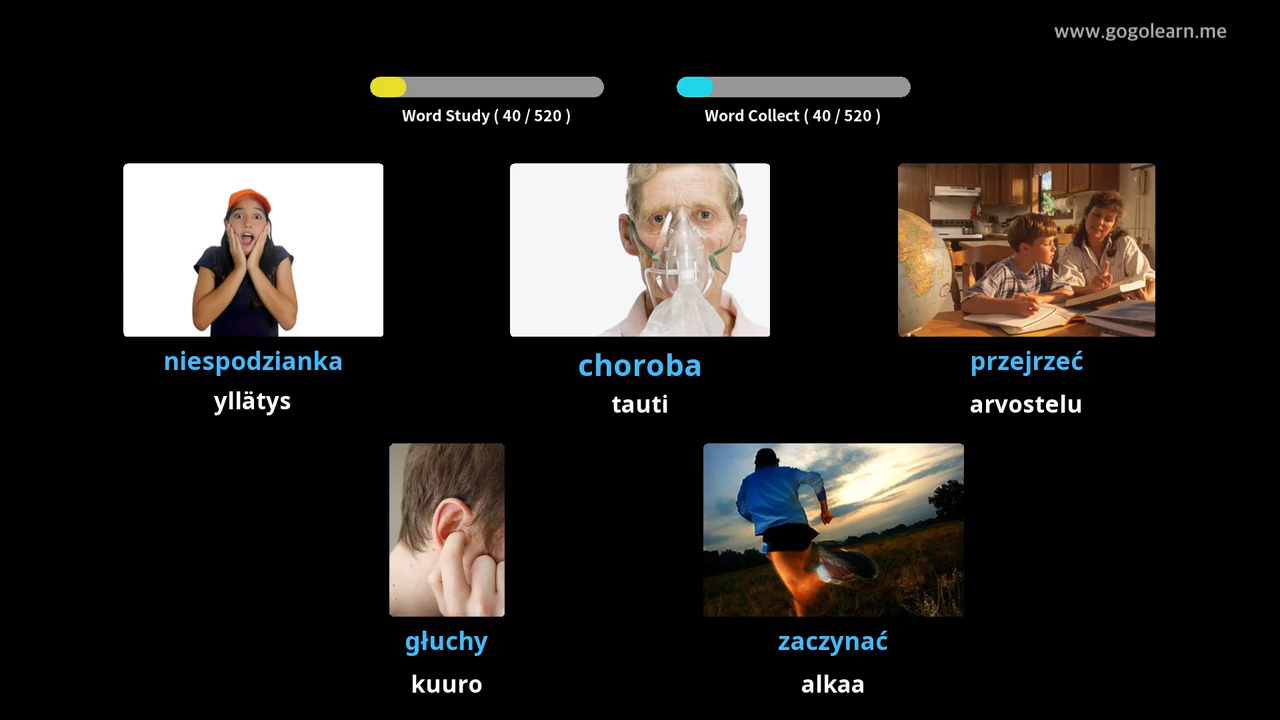 www.gogolearn.me
Word Study ( 40 / 520 )
Word Collect ( 40 / 520 )
niespodzianka
yllätys
choroba
tauti
przejrzeć
arvostelu
głuchy
kuuro
zaczynać
alkaa